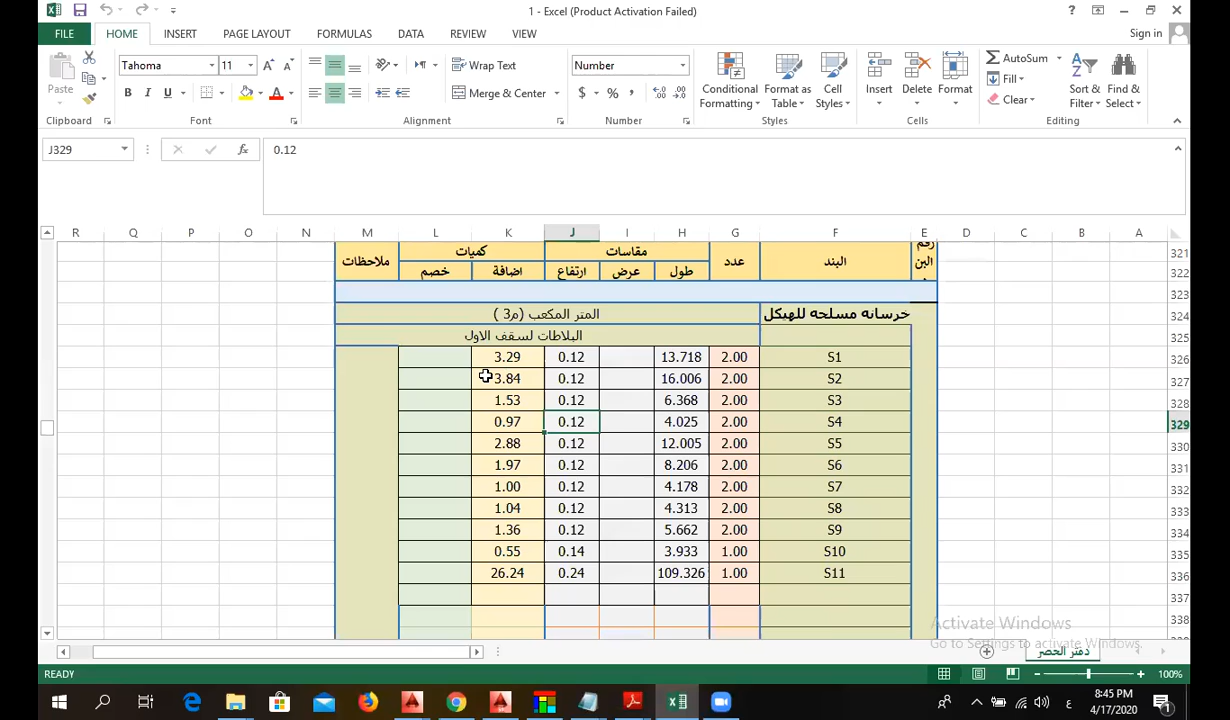 1 - Excel (Product Activation Failed)
FILE HOME INSERT PAGE LAYOUT FORMULAS DATA REVIEW VIEW Sign in
Paste Tahoma 11 Wrap Text Number Conditional Formatting Format as Table Cell Styles Insert Delete Format AutoSum Fill Clear Sort & Filter Find & Select
B I U Merge & Center $ % ,
Clipboard Font Alignment Number Styles Cells Editing
J329 fx 0.12
R Q P O N M L K J I H G F E D C B A
رقم البن البند عدد مقاسات كميات ملاحظات 321
طول عرض ارتفاع اضافة خصم 322
323
خرسانه مسلحه للهيكل المتر المكعب (م3 ) 324
البلاطات لسقف الاول 325
3.29 0.12 13.718 2.00 S1 326
3.84 0.12 16.006 2.00 S2 327
1.53 0.12 6.368 2.00 S3 328
0.97 0.12 4.025 2.00 S4 329
2.88 0.12 12.005 2.00 S5 330
1.97 0.12 8.206 2.00 S6 331
1.00 0.12 4.178 2.00 S7 332
1.04 0.12 4.313 2.00 S8 333
1.36 0.12 5.662 2.00 S9 334
0.55 0.14 3.933 1.00 S10 335
26.24 0.24 109.326 1.00 S11 336
337
338
Activate Windows
Go to Settings to activate Windows.
دفتر الحصر
READY 100%
ع 8:45 PM
4/17/2020